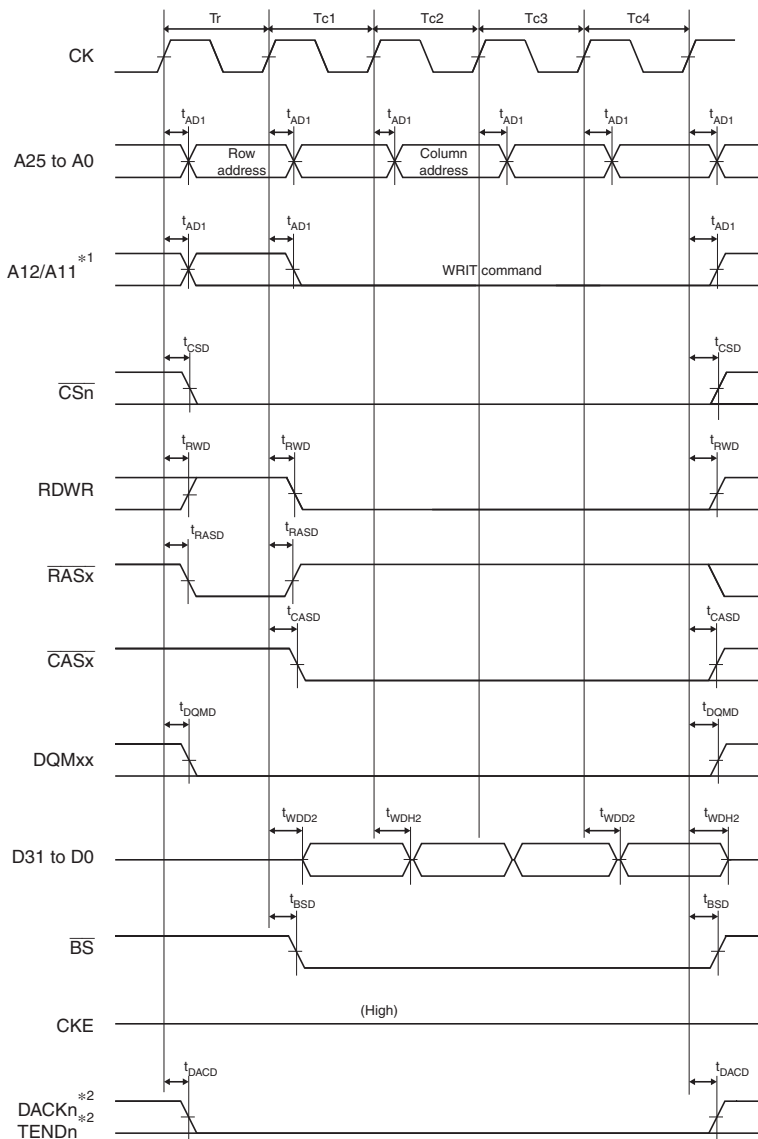 Tr Tc1 Tc2 Tc3 Tc4
CK
tAD1 tAD1 tAD1 tAD1 tAD1 tAD1
A25 to A0
Row address
Column address
tAD1 tAD1 tAD1
A12/A11*1
WRIT command
tCSD tCSD
CSn
tRWD tRWD tRWD
RDWR
tRASD tRASD
RASx
tCASD tCASD
CASx
tDQMD tDQMD
DQMxx
tWDD2 tWDH2 tWDD2 tWDH2
D31 to D0
tBSD tBSD
BS
(High)
CKE
tDACD tDACD
DACKn*2
TENDn*2